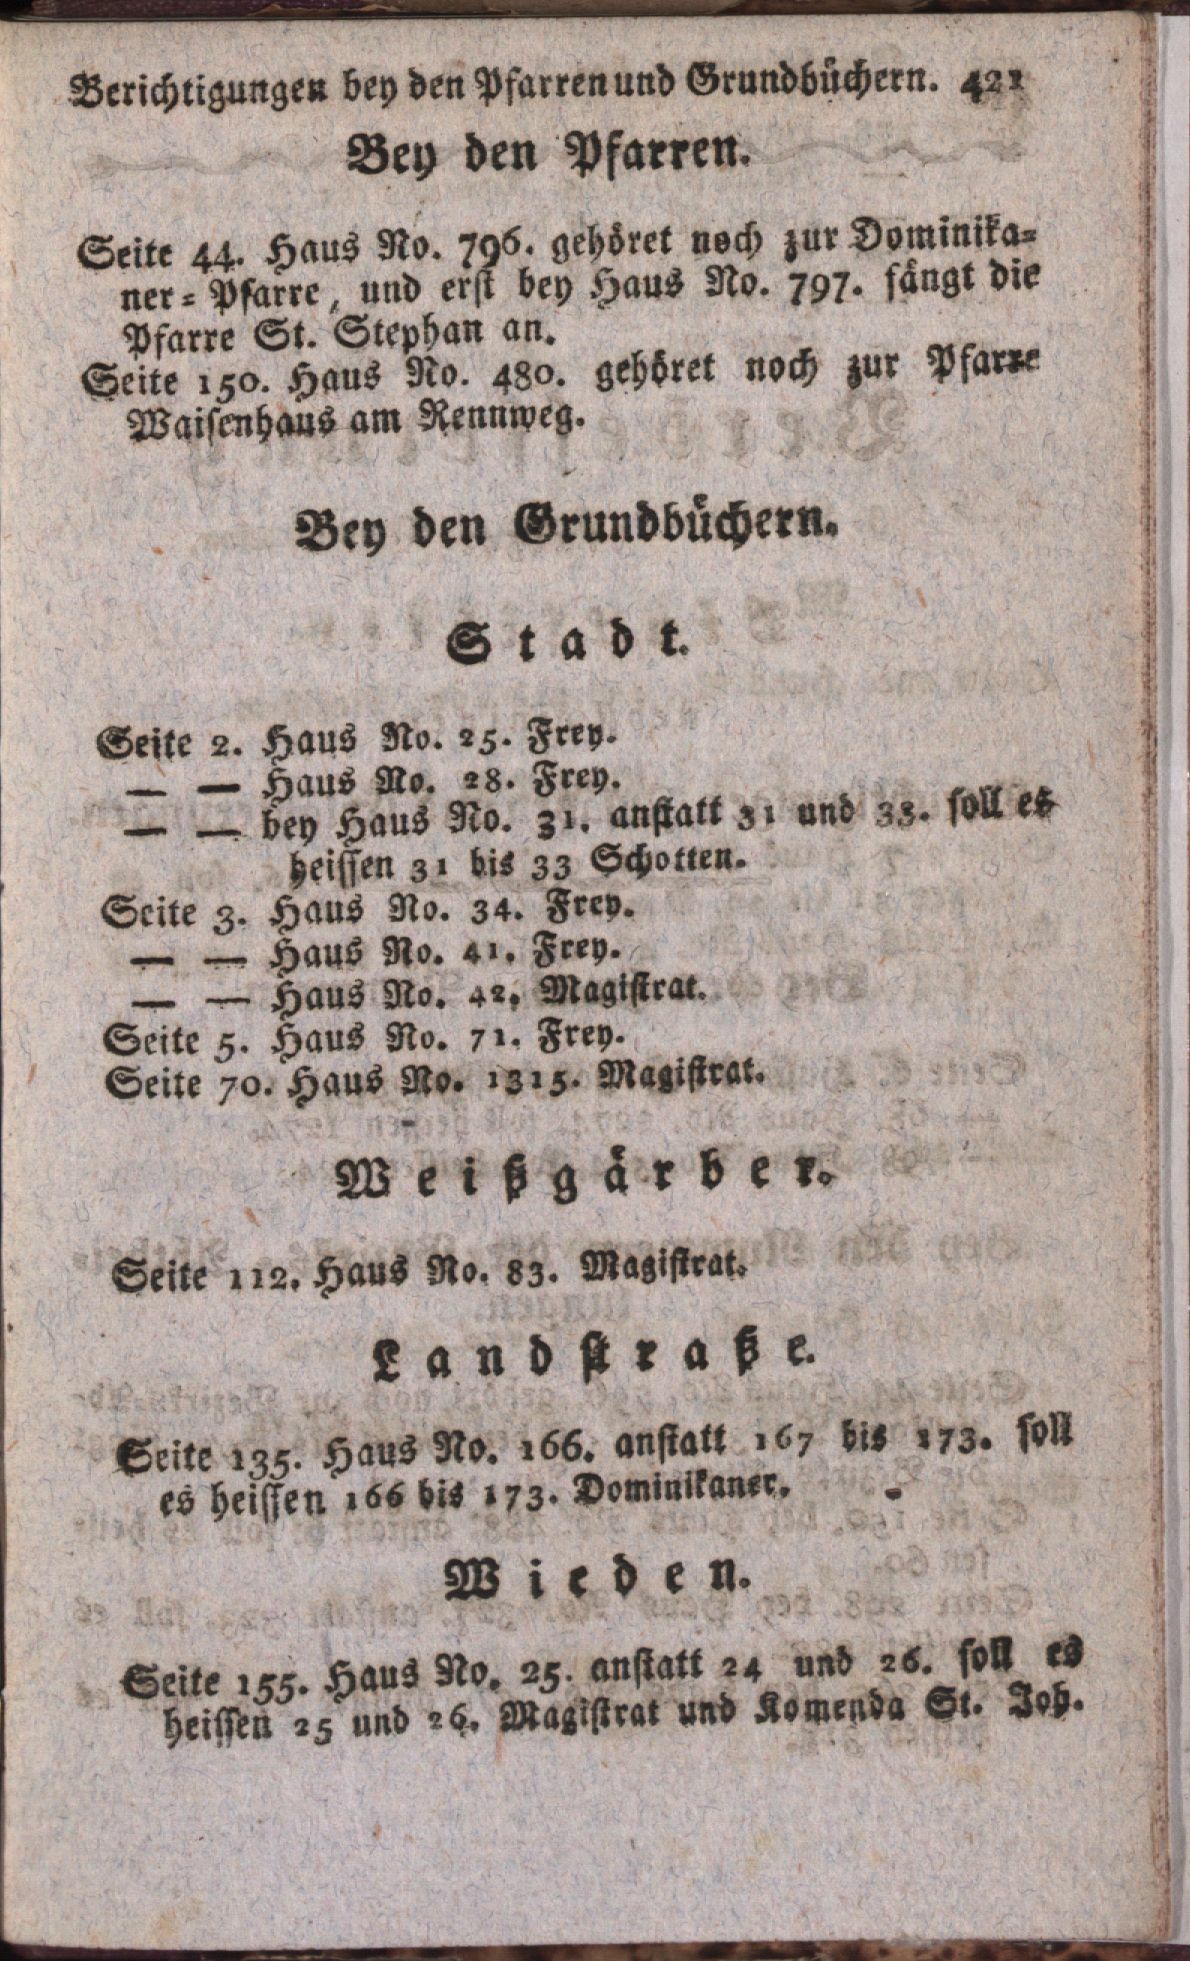 Berichtigungen bey den Pfarren und Grundbüchern. 421
Bey den Pfarren.
Seite 44. Haus No. 796. gehöret noch zur Dominika-
ner-Pfarre, und erst bey Haus No. 797. fängt die
Pfarre St. Stephan an.
Seite 150. Haus No. 480. gehöret noch zur Pfarre
Waisenhaus am Rennweg.
Bey den Grundbüchern.
Stadt.
Seite 2. Haus No. 25. Frey.
— — Haus No. 28. Frey.
— — bey Haus No. 31. anstatt 31 und 33. soll es
heissen 31 bis 33 Schotten.
Seite 3. Haus No. 34. Frey.
— — Haus No. 41. Frey.
— — Haus No. 42. Magistrat.
Seite 5. Haus No. 71. Frey.
Seite 70. Haus No. 1315. Magistrat.
Weißgärber.
Seite 112. Haus No. 83. Magistrat.
Landstraße.
Seite 135. Haus No. 166. anstatt 167 bis 173. soll
es heissen 166 bis 173. Dominikaner.
Wieden.
Seite 155. Haus No. 25. anstatt 24 und 26. soll es
heissen 25 und 26. Magistrat und Komenda St. Joh.